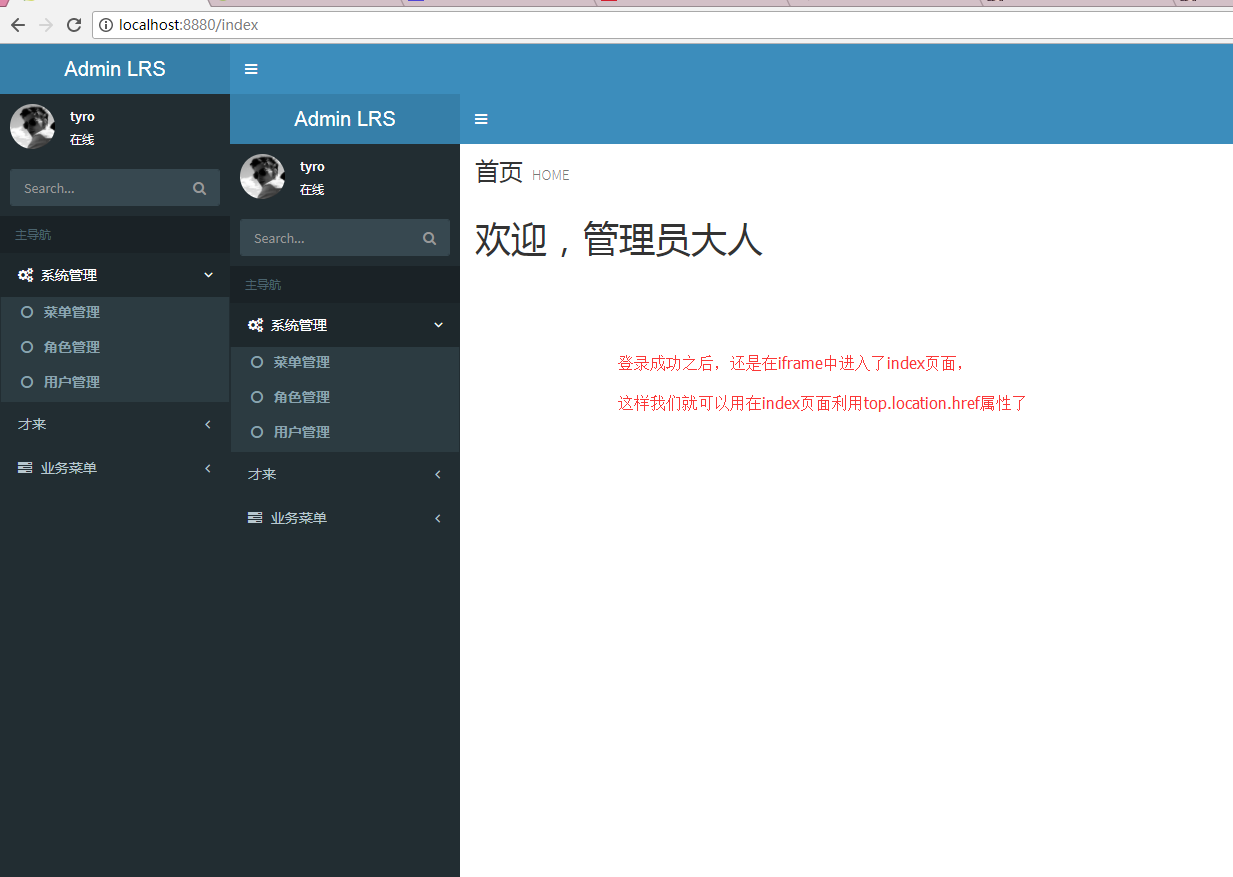 localhost:8880/index
Admin LRS
tyro
在线
Search...
主导航
系统管理
菜单管理
角色管理
用户管理
才来
业务菜单
Admin LRS
tyro
在线
Search...
主导航
系统管理
菜单管理
角色管理
用户管理
才来
业务菜单
首页 HOME
欢迎，管理员大人
登录成功之后，还是在iframe中进入了index页面，
这样我们就可以用在index页面利用top.location.href属性了